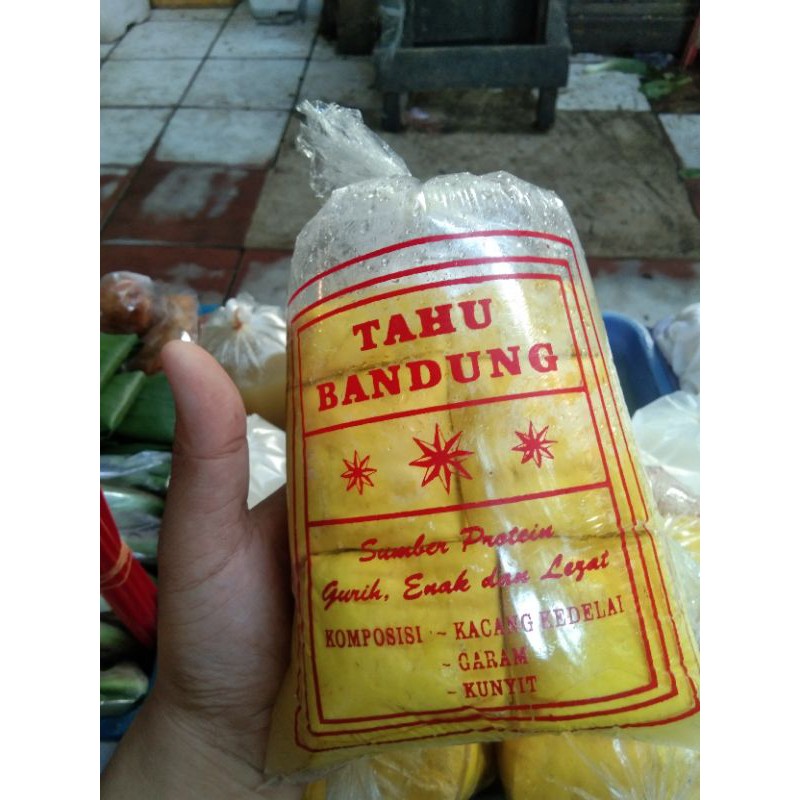 TAHU
BANDUNG
Sumber Protein
Gurih, Enak dan Lezat
KOMPOSISI :~ KACANG KEDELAI
~ GARAM
~ KUNYIT